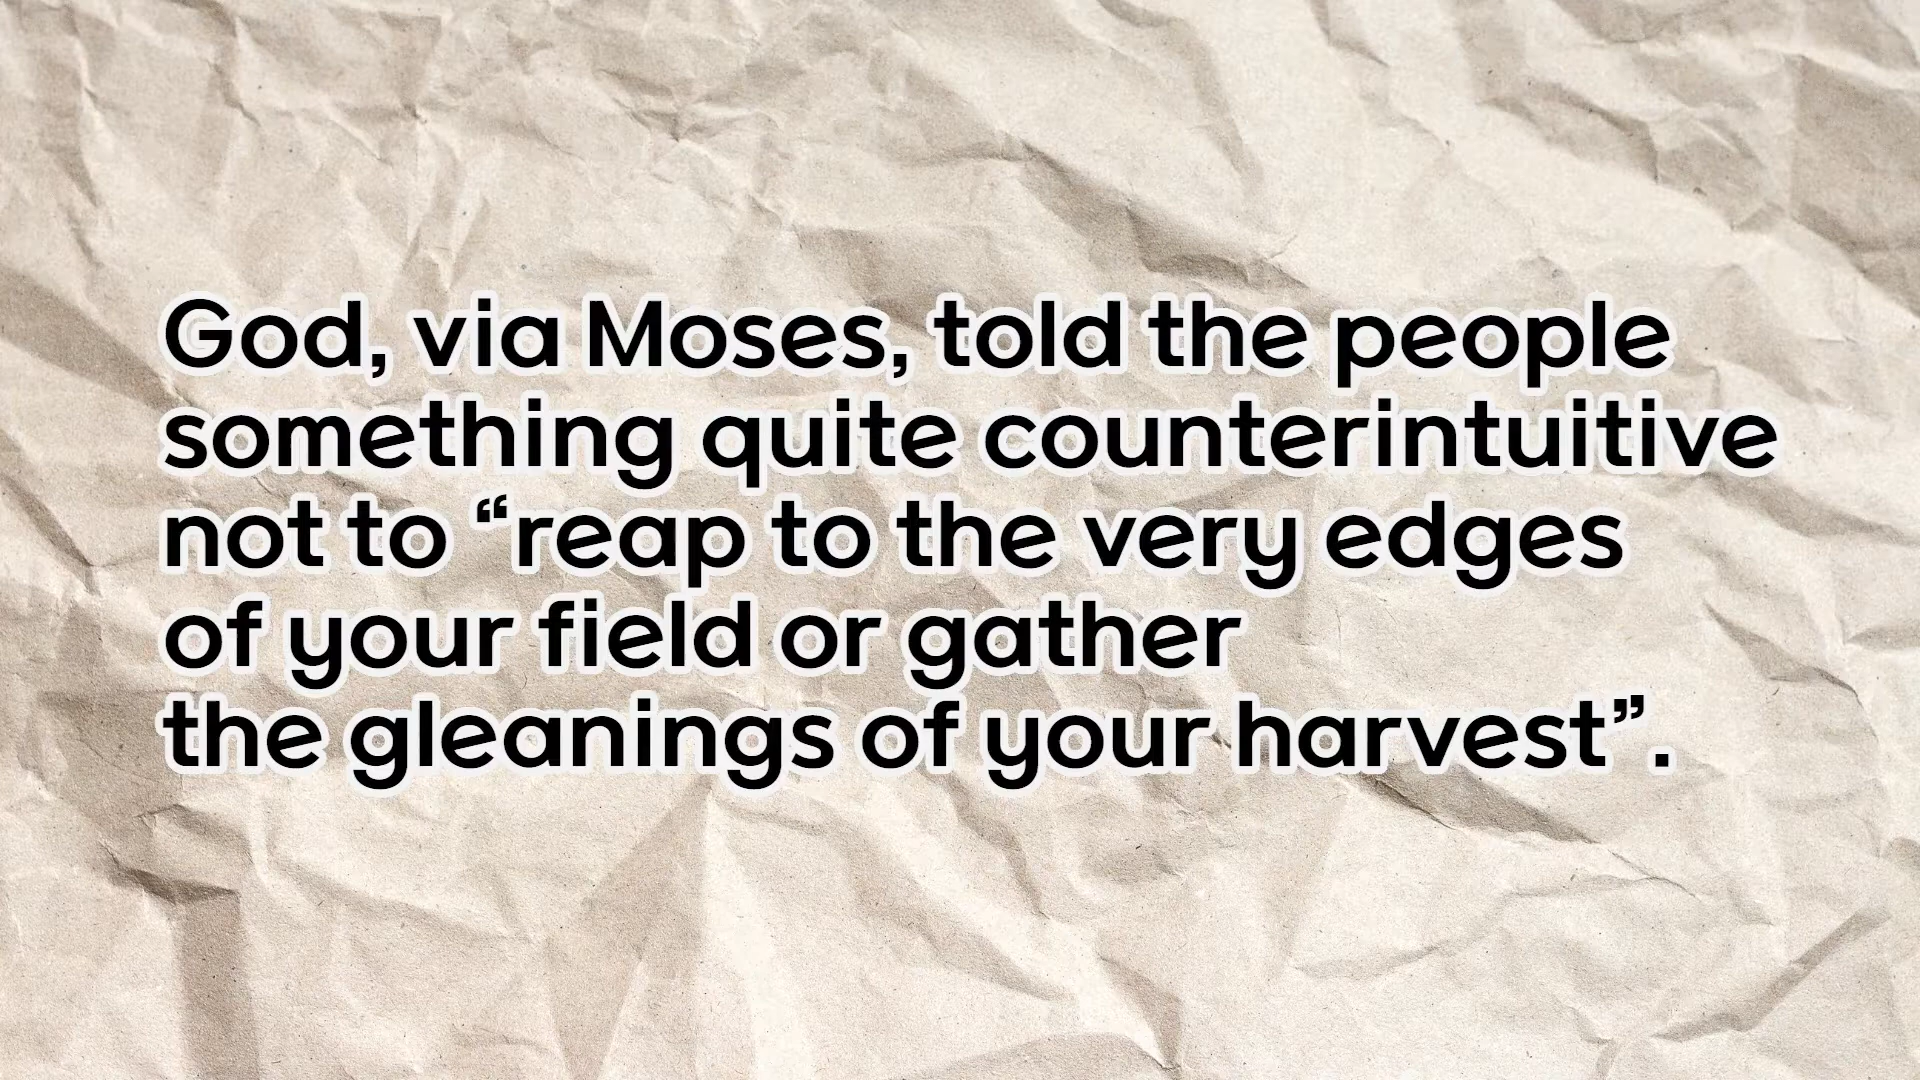 God, via Moses, told the people
something quite counterintuitive
not to “reap to the very edges
of your field or gather
the gleanings of your harvest”.